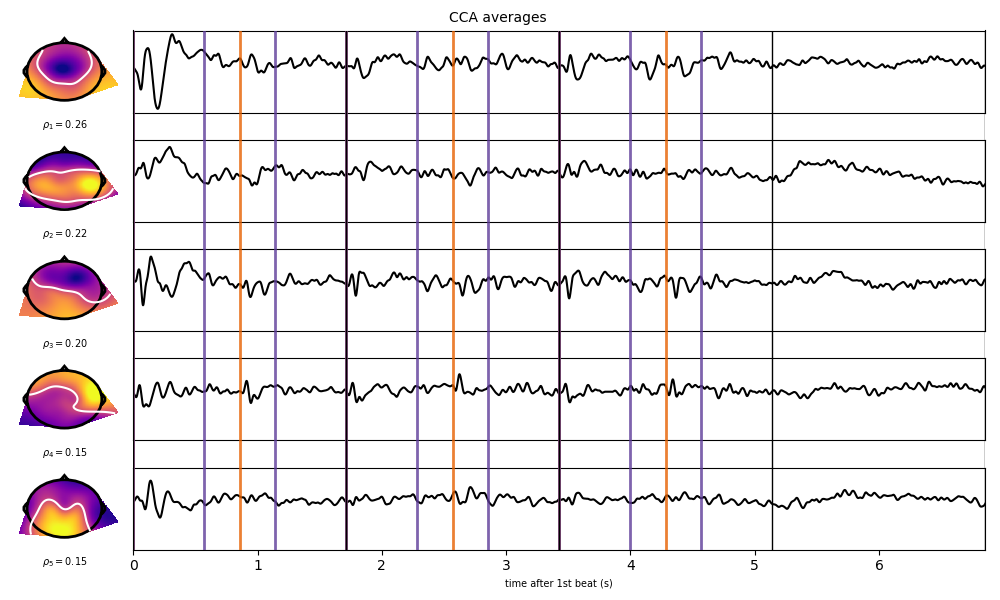 CCA averages
ρ₁ = 0.26
ρ₂ = 0.22
ρ₃ = 0.20
ρ₄ = 0.15
ρ₅ = 0.15
0 1 2 3 4 5 6
time after 1st beat (s)